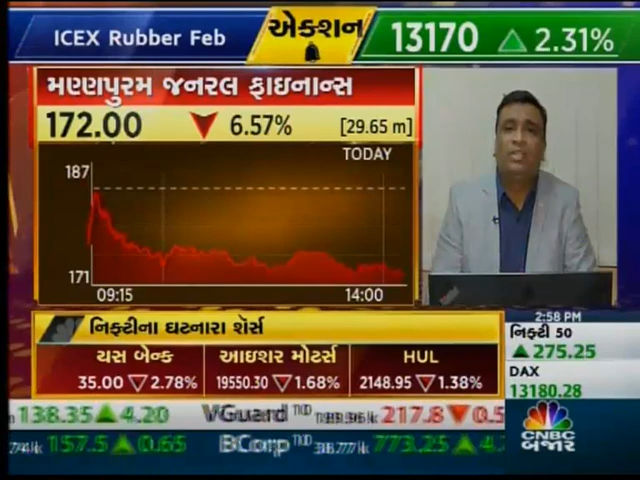 ICEX Rubber Feb
એક્શન
13170 2.31%
મણપ્પુરમ જનરલ ફાઇનાન્સ
172.00 6.57% [29.65 m]
TODAY
187
171
09:15 14:00
2:58 PM
નિફ્ટીના ઘટનારા શૅર્સ
યસ બેન્ક આઇશર મોટર્સ HUL
35.00 2.78% 19550.30 1.68% 2148.95 1.38%
નિફ્ટી 50
275.25
DAX
13180.28
138.35 4.20 VGuard 217.8 0.5
157.5 0.65 BCorp 773.25 4.
CNBC
બજાર